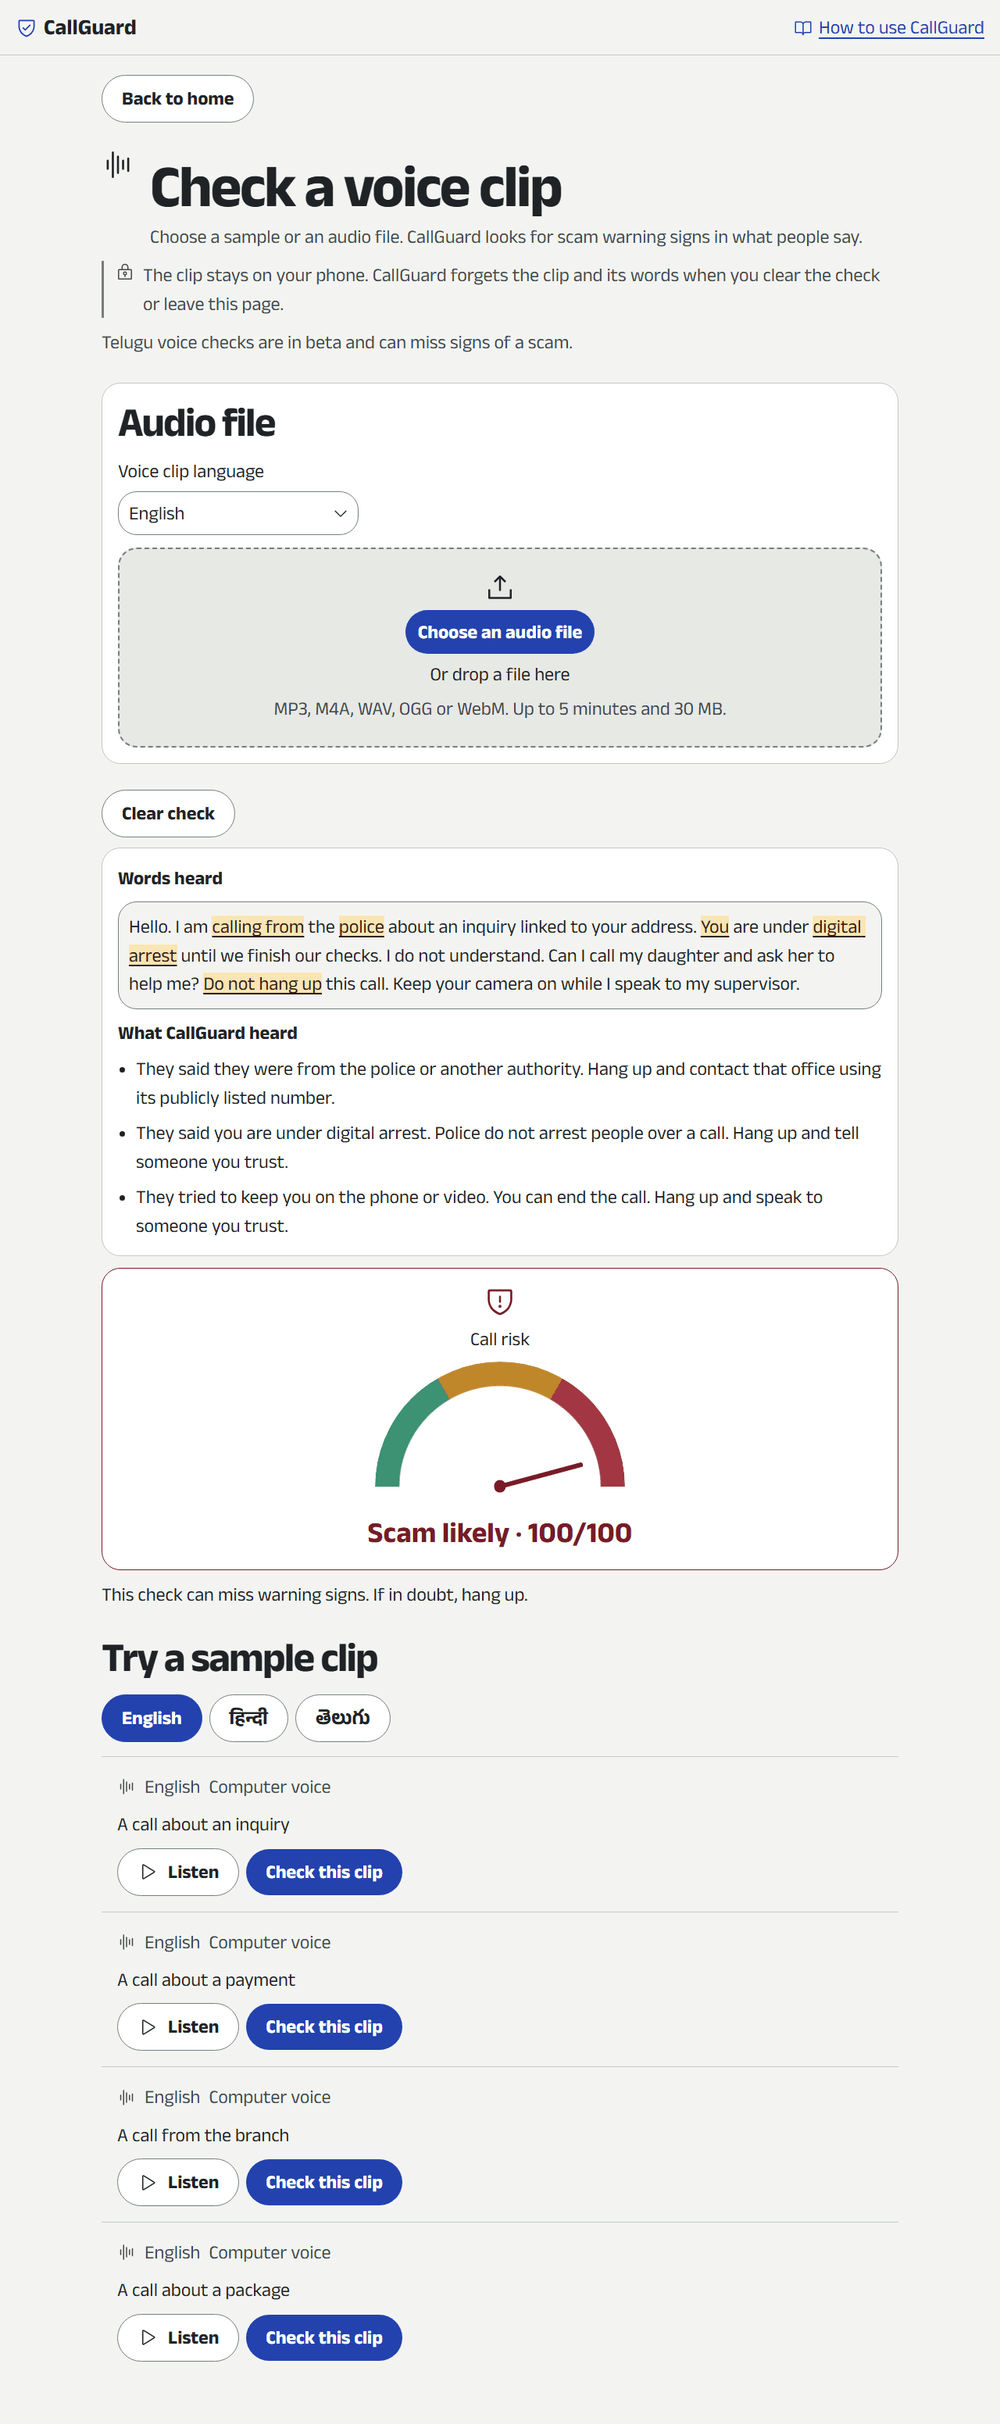 CallGuard
How to use CallGuard
Back to home
Check a voice clip
Choose a sample or an audio file. CallGuard looks for scam warning signs in what people say.
The clip stays on your phone. CallGuard forgets the clip and its words when you clear the check
or leave this page.
Telugu voice checks are in beta and can miss signs of a scam.
Audio file
Voice clip language
English
Choose an audio file
Or drop a file here
MP3, M4A, WAV, OGG or WebM. Up to 5 minutes and 30 MB.
Clear check
Words heard
Hello. I am calling from the police about an inquiry linked to your address. You are under digital
arrest until we finish our checks. I do not understand. Can I call my daughter and ask her to
help me? Do not hang up this call. Keep your camera on while I speak to my supervisor.
What CallGuard heard
• They said they were from the police or another authority. Hang up and contact that office using
its publicly listed number.
• They said you are under digital arrest. Police do not arrest people over a call. Hang up and tell
someone you trust.
• They tried to keep you on the phone or video. You can end the call. Hang up and speak to
someone you trust.
Call risk
Scam likely · 100/100
This check can miss warning signs. If in doubt, hang up.
Try a sample clip
English हिन्दी తెలుగు
English Computer voice
A call about an inquiry
Listen Check this clip
English Computer voice
A call about a payment
Listen Check this clip
English Computer voice
A call from the branch
Listen Check this clip
English Computer voice
A call about a package
Listen Check this clip